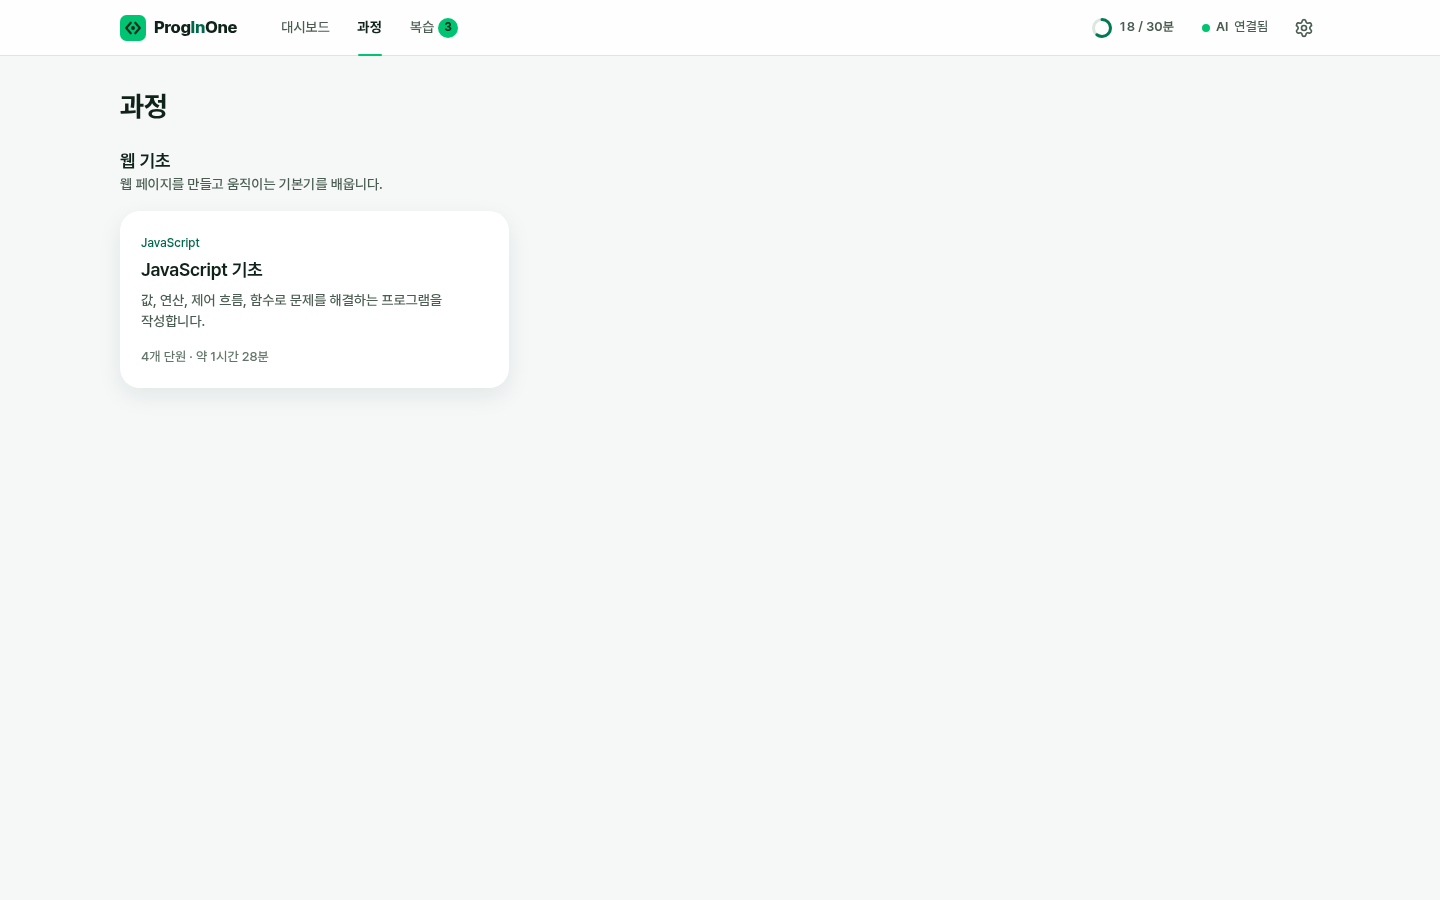 ProgInOne
대시보드
과정
복습 3
18 / 30분
AI 연결됨
과정
웹 기초
웹 페이지를 만들고 움직이는 기본기를 배웁니다.
JavaScript
JavaScript 기초
값, 연산, 제어 흐름, 함수로 문제를 해결하는 프로그램을
작성합니다.
4개 단원 · 약 1시간 28분